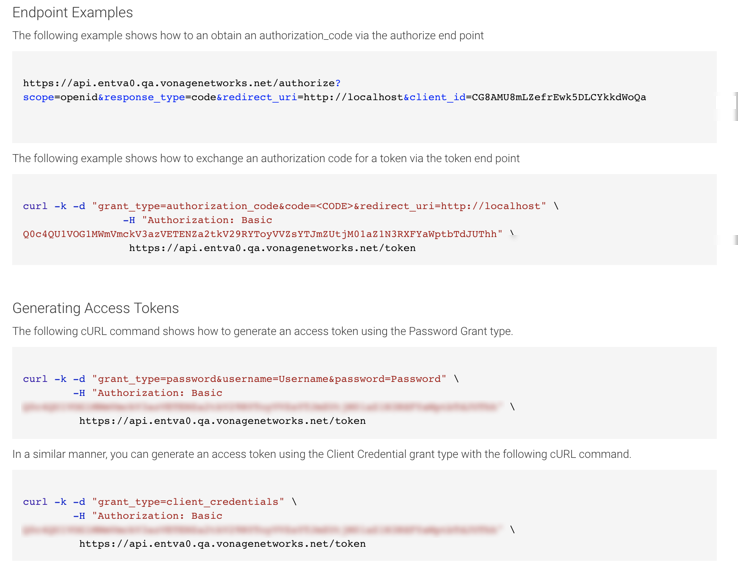 Endpoint Examples
The following example shows how to an obtain an authorization_code via the authorize end point
https://api.entva0.qa.vonagenetworks.net/authorize?
scope=openid&response_type=code&redirect_uri=http://localhost&client_id=CG8AMU8mLZefrEwk5DLCYkkdWoQa
The following example shows how to exchange an authorization code for a token via the token end point
curl -k -d "grant_type=authorization_code&code=<CODE>&redirect_uri=http://localhost" \
-H "Authorization: Basic
Q0c4QU1VOG1MWmVmckV3azVETENZa2tkV29RYToyVVZsYTJmZUtjM01aZ1N3RXFYaWptbTdJUThh" \
https://api.entva0.qa.vonagenetworks.net/token
Generating Access Tokens
The following cURL command shows how to generate an access token using the Password Grant type.
curl -k -d "grant_type=password&username=Username&password=Password" \
-H "Authorization: Basic
\
https://api.entva0.qa.vonagenetworks.net/token
In a similar manner, you can generate an access token using the Client Credential grant type with the following cURL command.
curl -k -d "grant_type=client_credentials" \
-H "Authorization: Basic
\
https://api.entva0.qa.vonagenetworks.net/token